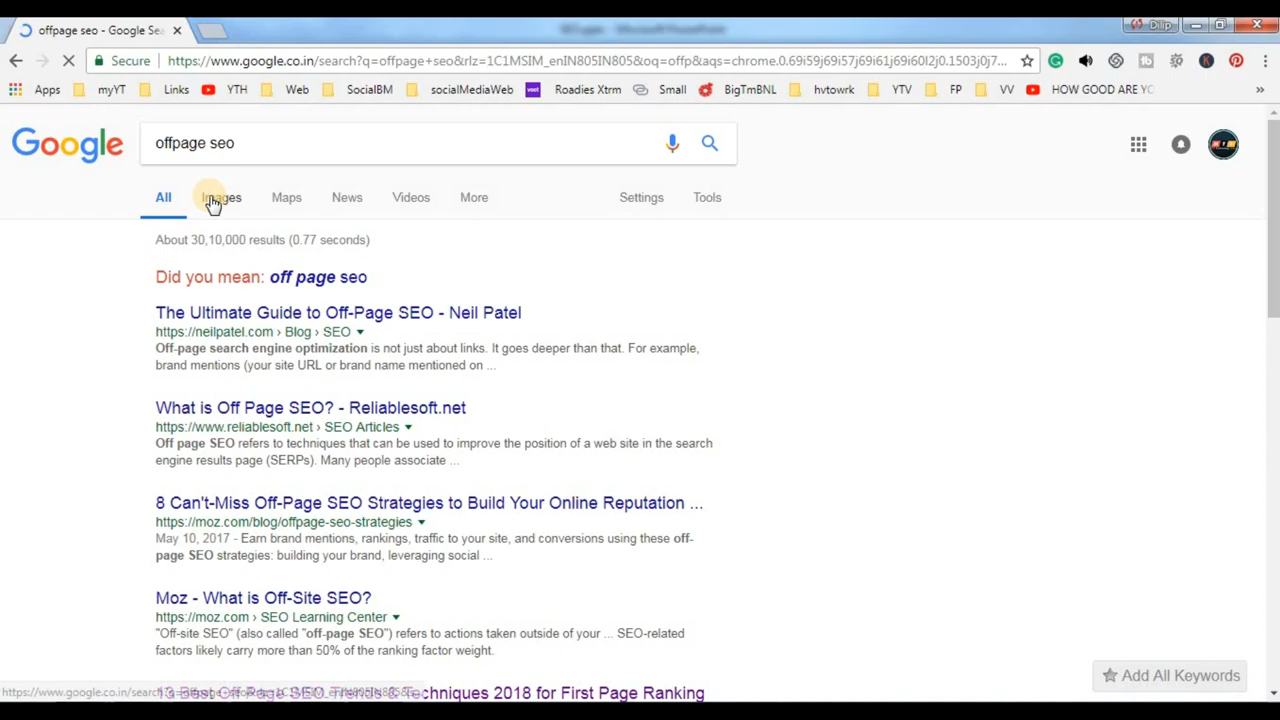 offpage seo - Google Sea
Dilip
Secure
https://www.google.co.in/search?q=offpage+seo&rlz=1C1MSIM_enIN805IN805&oq=offp&aqs=chrome.0.69i59j69i57j69i61j69i60l2j0.1503j0j7...
Apps myYT Links YTH Web SocialBM socialMediaWeb Roadies Xtrm Small BigTmBNL hvtowrk YTV FP VV HOW GOOD ARE YO »
Google
offpage seo
All Images Maps News Videos More Settings Tools
About 30,10,000 results (0.77 seconds)
Did you mean: off page seo
The Ultimate Guide to Off-Page SEO - Neil Patel
https://neilpatel.com › Blog › SEO
Off-page search engine optimization is not just about links. It goes deeper than that. For example,
brand mentions (your site URL or brand name mentioned on ...
What is Off Page SEO? - Reliablesoft.net
https://www.reliablesoft.net › SEO Articles
Off page SEO refers to techniques that can be used to improve the position of a web site in the search
engine results page (SERPs). Many people associate ...
8 Can't-Miss Off-Page SEO Strategies to Build Your Online Reputation ...
https://moz.com/blog/offpage-seo-strategies
May 10, 2017 - Earn brand mentions, rankings, traffic to your site, and conversions using these off-
page SEO strategies: building your brand, leveraging social ...
Moz - What is Off-Site SEO?
https://moz.com › SEO Learning Center
"Off-site SEO" (also called "off-page SEO") refers to actions taken outside of your ... SEO-related
factors likely carry more than 50% of the ranking factor weight.
Add All Keywords
13 Best Off Page SEO Trends & Techniques 2018 for First Page Ranking